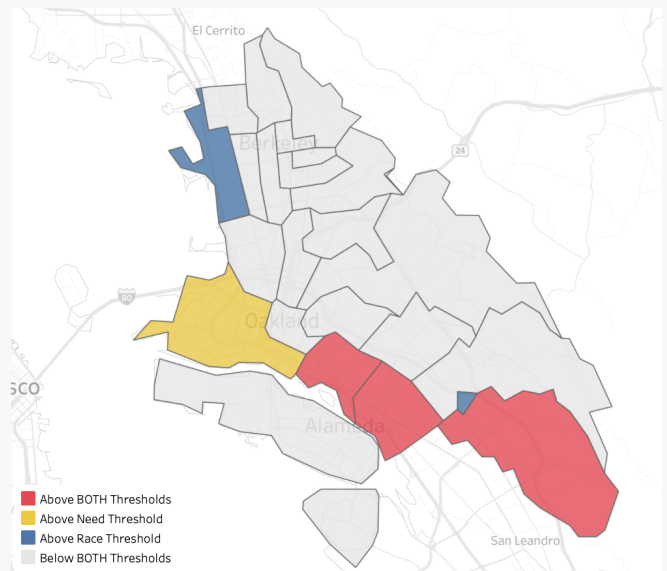 El Cerrito
Berkeley
24
80
Oakland
SCO
Alameda
San Leandro
Above BOTH Thresholds
Above Need Threshold
Above Race Threshold
Below BOTH Thresholds